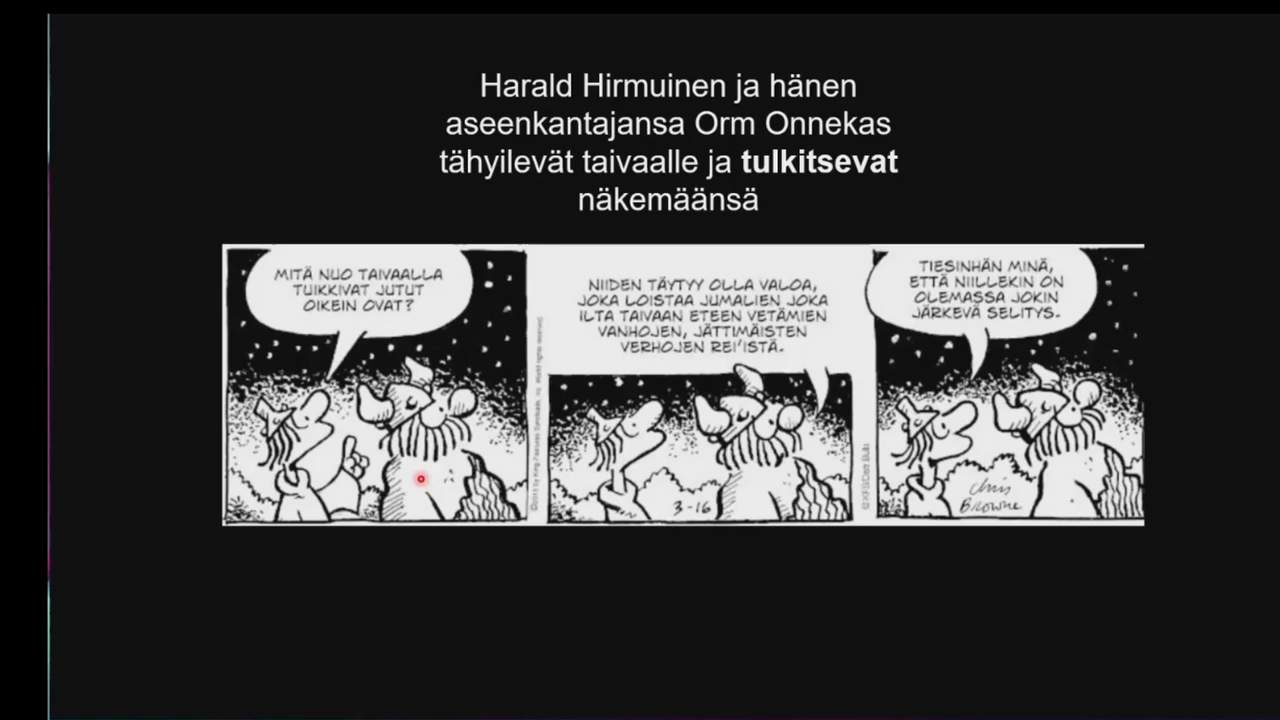 Harald Hirmuinen ja hänen
aseenkantajansa Orm Onnekas
tähyilevät taivaalle ja tulkitsevat
näkemäänsä
MITÄ NUO TAIVAALLA
TUIKKIVAT JUTUT
OIKEIN OVAT?
NIIDEN TÄYTYY OLLA VALOA,
JOKA LOISTAA JUMALIEN JOKA
ILTA TAIVAAN ETEEN VETÄMIEN
VANHOJEN, JÄTTIMÄISTEN
VERHOJEN REI'ISTÄ.
3-16
TIESINHÄN MINÄ,
ETTÄ NIILLEKIN ON
OLEMASSA JOKIN
JÄRKEVÄ SELITYS.
Chris
Browne